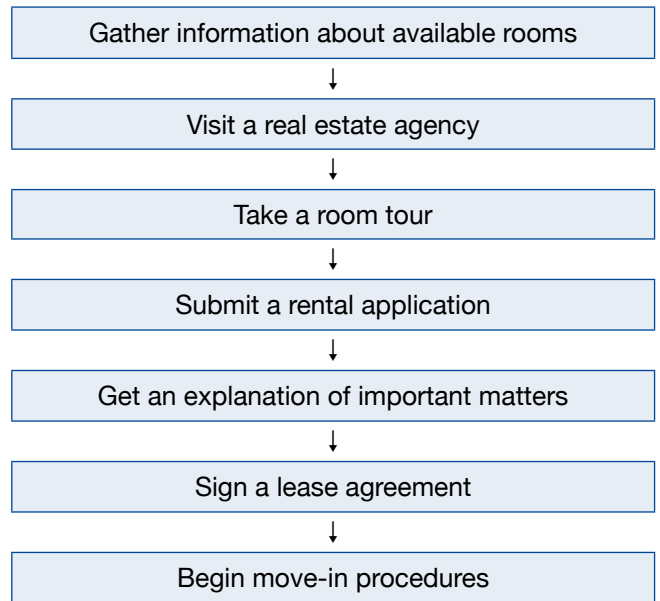 Gather information about available rooms
↓
Visit a real estate agency
↓
Take a room tour
↓
Submit a rental application
↓
Get an explanation of important matters
↓
Sign a lease agreement
↓
Begin move-in procedures